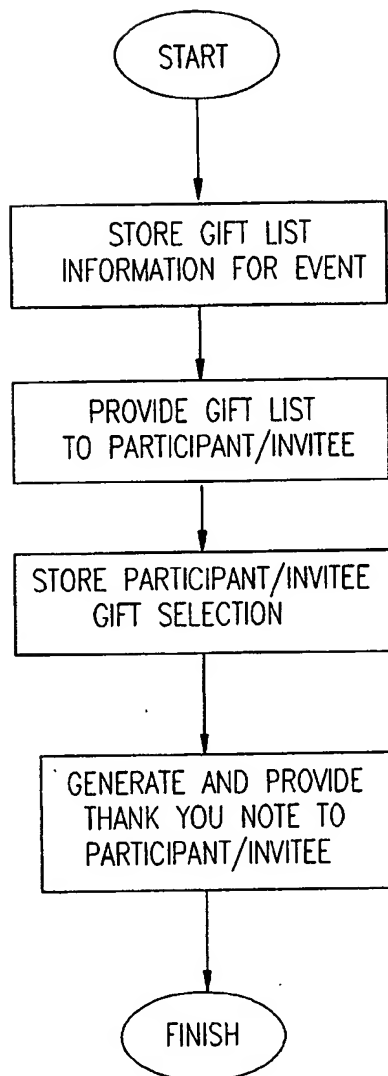 START
STORE GIFT LIST
INFORMATION FOR EVENT
PROVIDE GIFT LIST
TO PARTICIPANT/INVITEE
STORE PARTICIPANT/INVITEE
GIFT SELECTION
GENERATE AND PROVIDE
THANK YOU NOTE TO
PARTICIPANT/INVITEE
FINISH